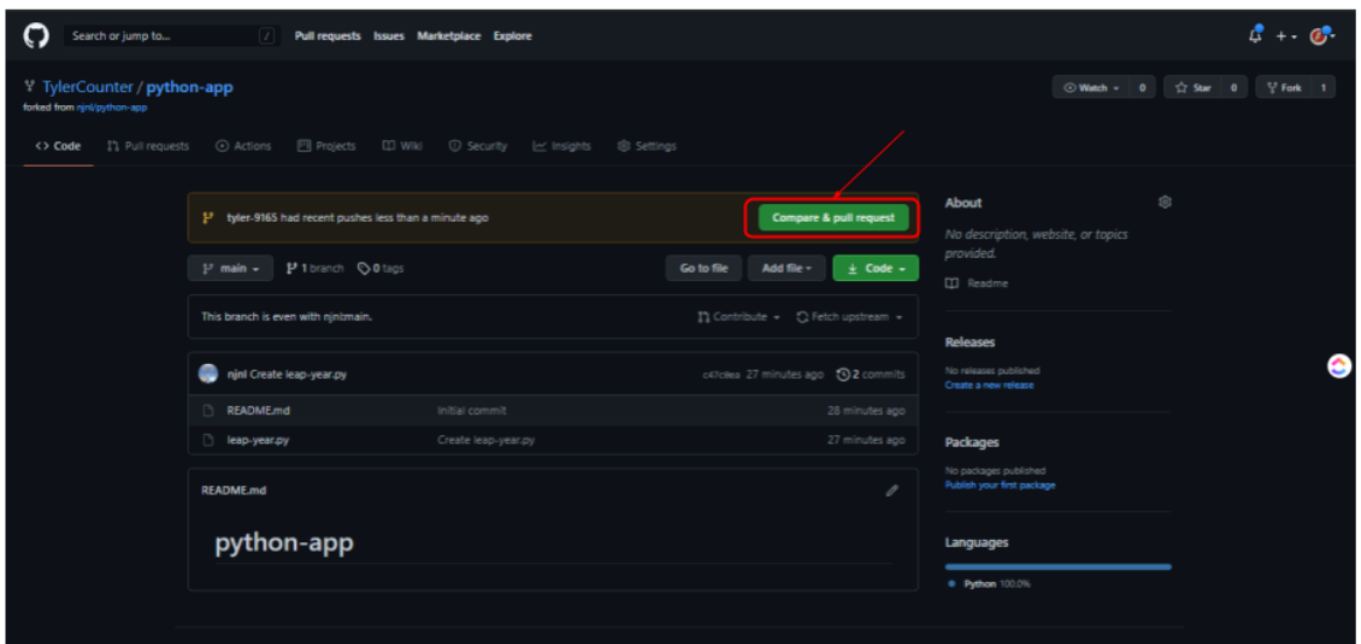 Search or jump to... / Pull requests Issues Marketplace Explore
TylerCounter / python-app
forked from njnl/python-app
Watch 0 Star 0 Fork 1
Code Pull requests Actions Projects Wiki Security Insights Settings
tyler-9165 had recent pushes less than a minute ago Compare & pull request
main 1 branch 0 tags Go to file Add file Code
This branch is even with njnl:main. Contribute Fetch upstream
njnl Create leap-year.py c47c8ea 27 minutes ago 2 commits
README.md Initial commit 28 minutes ago
leap-year.py Create leap-year.py 27 minutes ago
README.md
python-app
About
No description, website, or topics
provided.
Readme
Releases
No releases published
Create a new release
Packages
No packages published
Publish your first package
Languages
Python 100.0%